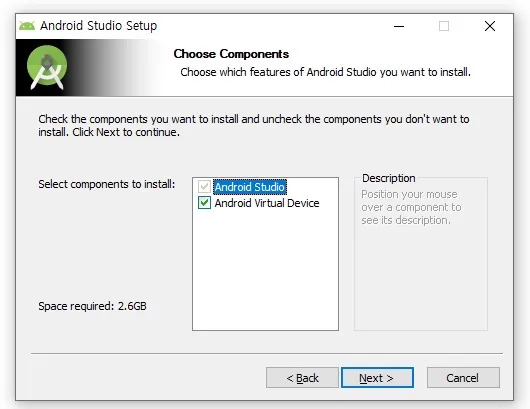 Android Studio Setup
Choose Components
Choose which features of Android Studio you want to install.
Check the components you want to install and uncheck the components you don't want to
install. Click Next to continue.
Select components to install:
Android Studio
Android Virtual Device
Description
Position your mouse
over a component to
see its description.
Space required: 2.6GB
< Back
Next >
Cancel